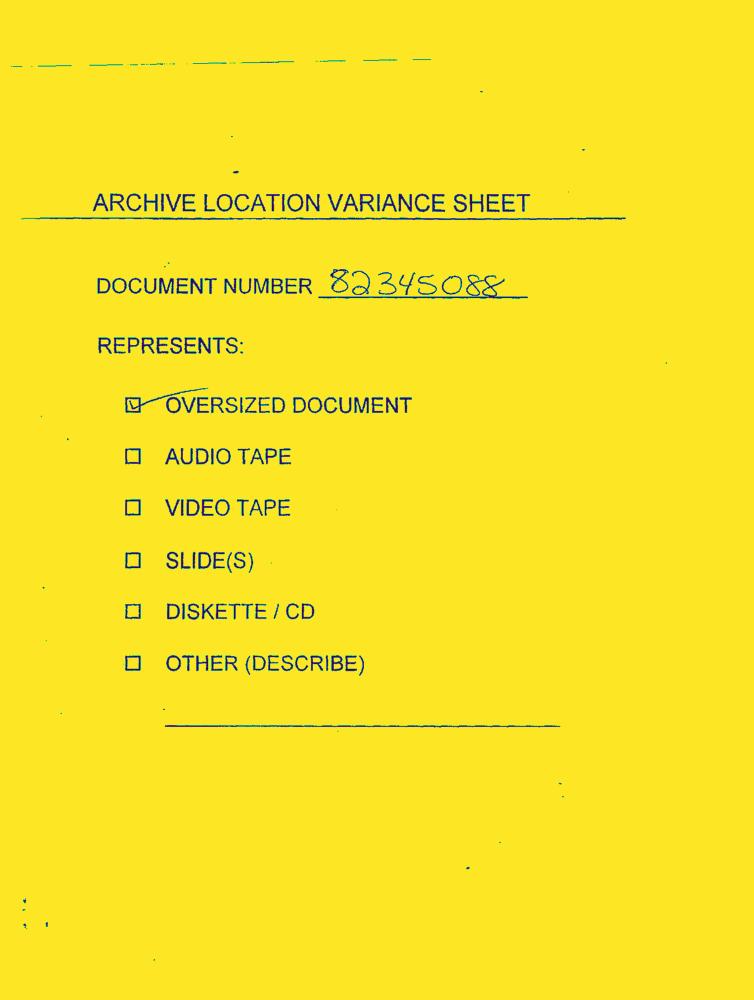 ARCHIVE LOCATION VARIANCE SHEET
DOCUMENT NUMBER 82345088
REPRESENTS:
☑ OVERSIZED DOCUMENT
☐ AUDIO TAPE
☐ VIDEO TAPE
☐ SLIDE(S)
☐ DISKETTE / CD
☐ OTHER (DESCRIBE)